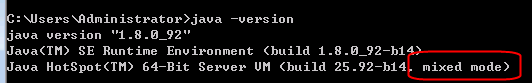 C:\Users\Administrator>java -version
java version "1.8.0_92"
Java(TM) SE Runtime Environment (build 1.8.0_92-b14)
Java HotSpot(TM) 64-Bit Server VM (build 25.92-b14, mixed mode)